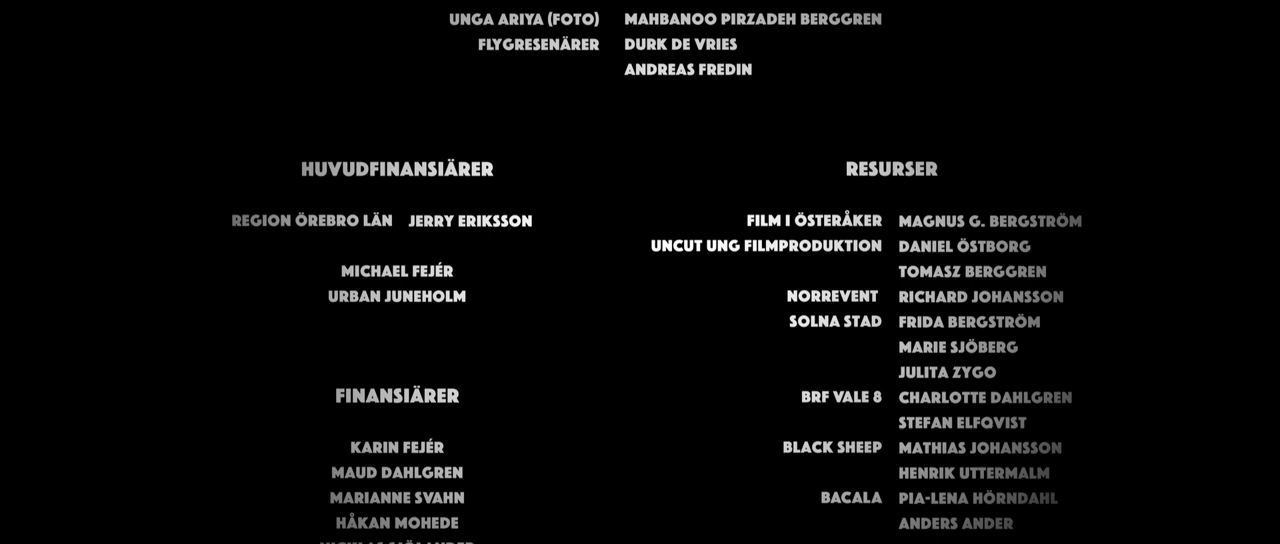 UNGA ARIYA (FOTO) MAHBANOO PIRZADEH BERGGREN
FLYGRESENÄRER DURK DE VRIES
ANDREAS FREDIN
HUVUDFINANSIÄRER
REGION ÖREBRO LÄN JERRY ERIKSSON
MICHAEL FEJÉR
URBAN JUNEHOLM
FINANSIÄRER
KARIN FEJÉR
MAUD DAHLGREN
MARIANNE SVAHN
HÅKAN MOHEDE
RESURSER
FILM I ÖSTERÅKER MAGNUS G. BERGSTRÖM
UNCUT UNG FILMPRODUKTION DANIEL ÖSTBORG
TOMASZ BERGGREN
NORREVENT RICHARD JOHANSSON
SOLNA STAD FRIDA BERGSTRÖM
MARIE SJÖBERG
JULITA ZYGO
BRF VALE 8 CHARLOTTE DAHLGREN
STEFAN ELFQVIST
BLACK SHEEP MATHIAS JOHANSSON
HENRIK UTTERMALM
BACALA PIA-LENA HÖRNDAHL
ANDERS ANDER